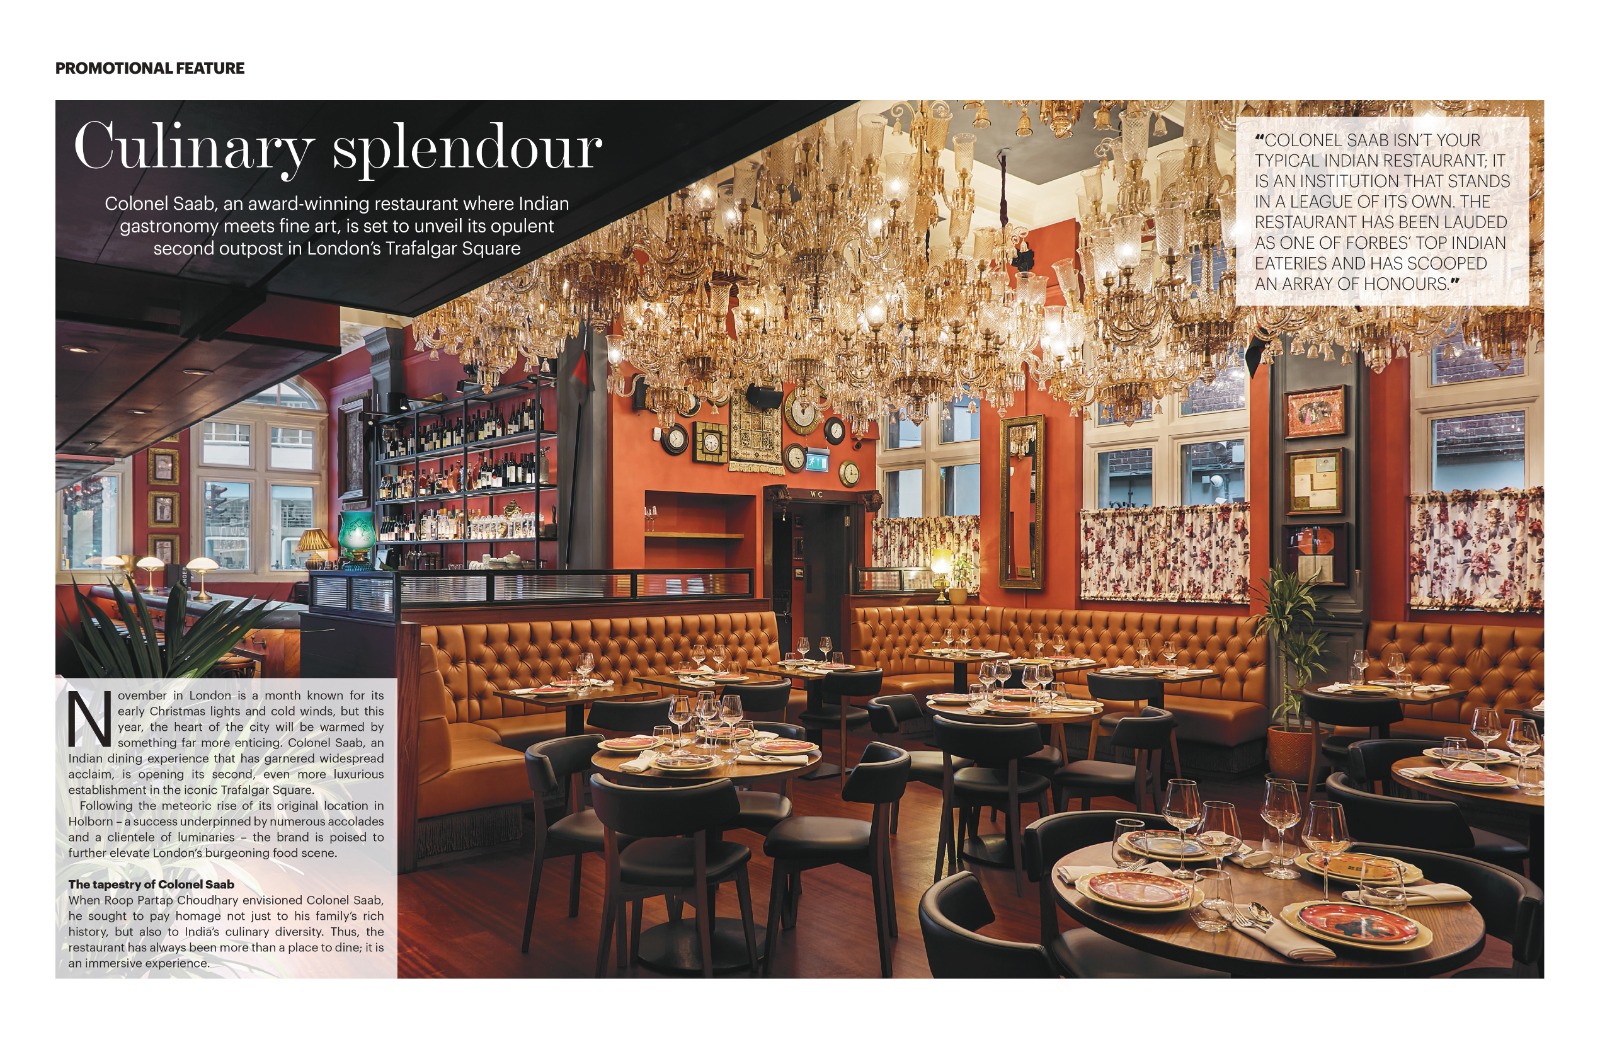 PROMOTIONAL FEATURE
Culinary splendour
Colonel Saab, an award-winning restaurant where Indian
gastronomy meets fine art, is set to unveil its opulent
second outpost in London’s Trafalgar Square
“COLONEL SAAB ISN’T YOUR
TYPICAL INDIAN RESTAURANT; IT
IS AN INSTITUTION THAT STANDS
IN A LEAGUE OF ITS OWN. THE
RESTAURANT HAS BEEN LAUDED
AS ONE OF FORBES’ TOP INDIAN
EATERIES AND HAS SCOOPED
AN ARRAY OF HONOURS.”
WC
November in London is a month known for its
early Christmas lights and cold winds, but this
year, the heart of the city will be warmed by
something far more enticing. Colonel Saab, an
Indian dining experience that has garnered widespread
acclaim, is opening its second, even more luxurious
establishment in the iconic Trafalgar Square.
Following the meteoric rise of its original location in
Holborn – a success underpinned by numerous accolades
and a clientele of luminaries – the brand is poised to
further elevate London’s burgeoning food scene.
The tapestry of Colonel Saab
When Roop Partap Choudhary envisioned Colonel Saab,
he sought to pay homage not just to his family’s rich
history, but also to India’s culinary diversity. Thus, the
restaurant has always been more than a place to dine; it is
an immersive experience.